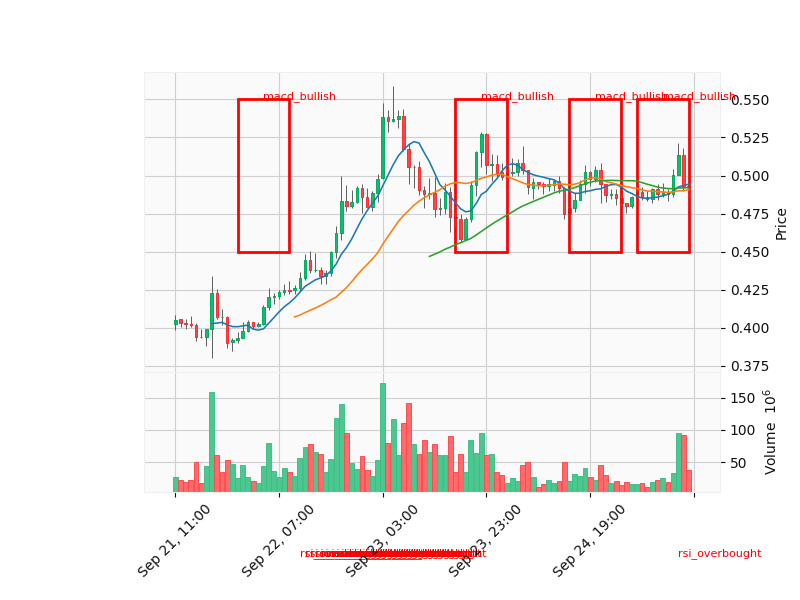 macd_bullish
macd_bullish
macd_bullish
macd_bullish
0.550
0.525
0.500
0.475
0.450
0.425
0.400
0.375
Price
150
100
50
Volume 10^6
Sep 21, 11:00
Sep 22, 07:00
Sep 23, 03:00
Sep 23, 23:00
Sep 24, 19:00
rsi_overbought